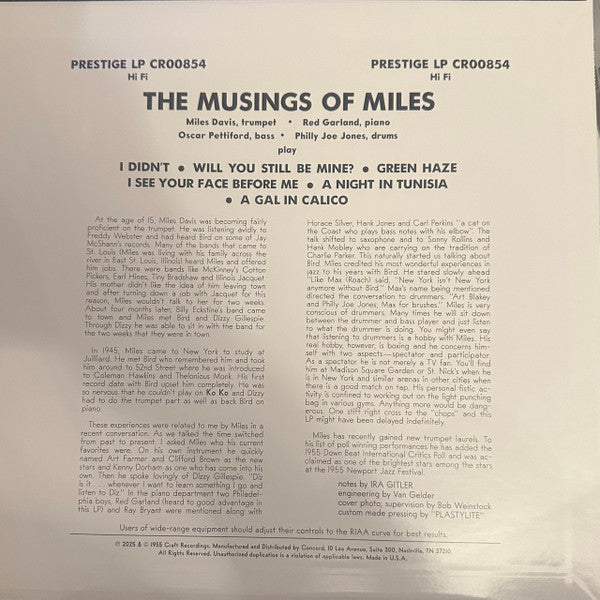 PRESTIGE LP CR00854
Hi Fi
PRESTIGE LP CR00854
Hi Fi
THE MUSINGS OF MILES
Miles Davis, trumpet • Red Garland, piano
Oscar Pettiford, bass • Philly Joe Jones, drums
play
I DIDN'T • WILL YOU STILL BE MINE? • GREEN HAZE
I SEE YOUR FACE BEFORE ME • A NIGHT IN TUNISIA
• A GAL IN CALICO
At the age of 15, Miles Davis was becoming fairly
proficient on the trumpet. He was listening avidly to
Freddy Webster and had heard Bird on some of Jay
McShann's records. Many of the bands that came to
St. Louis (Miles was living with his family across the
river in East St. Louis, Illinois) heard Miles and offered
him jobs. There were bands like McKinney's Cotton
Pickers, Earl Hines, Tiny Bradshaw and Illinois Jacquet.
His mother didn't like the idea of him leaving town
and after turning down a job with Jacquet for this
reason, Miles wouldn't talk to her for two weeks.
About four months later, Billy Eckstine's band came
to town and Miles met Bird and Dizzy Gillespie.
Through Dizzy he was able to sit in with the band for
the two weeks that they were in town.
In 1945, Miles came to New York to study at
Juilliard. He met Bird who remembered him and took
him around to 52nd Street where he was introduced
to Coleman Hawkins and Thelonious Monk. His first
record date with Bird upset him completely. He was
so nervous that he couldn't play on Ko Ko and Dizzy
had to do the trumpet part as well as back Bird on
piano.
These experiences were related to me by Miles in a
recent conversation. As we talked the time switched
from past to present. I asked Miles who his current
favorites were. On his own instrument he quickly
named Art Farmer and Clifford Brown as the new
stars and Kenny Dorham as one who has come into his
own. Then he spoke lovingly of Dizzy Gillespie. "Diz
is it . . . whenever I want to learn something I go and
listen to Diz." In the piano department two Philadel-
phia boys, Red Garland (heard to good advantage in
this LP) and Ray Bryant were mentioned along with
Horace Silver, Hank Jones and Carl Perkins "a cat on
the Coast who plays bass notes with his elbow". The
talk shifted to saxophone and to Sonny Rollins and
Hank Mobley who are carrying on the tradition of
Charlie Parker. This naturally started us talking about
Bird. Miles credited his most wonderful experiences in
jazz to his years with Bird. He stared slowly ahead
"Like Max (Roach) said, "New York isn't New York
anymore without Bird." Max's name being mentioned
directed the conversation to drummers. "Art Blakey
and Philly Joe Jones; Max for brushes." Miles is very
conscious of drummers. Many times he will sit down
between the drummer and bass player and just listen
to what the drummer is doing. You might even say
that listening to drummers is a hobby with Miles. His
real hobby, however, is boxing and he concerns him-
self with two aspects—spectator and participator.
As a spectator he is not merely a TV fan. You'll find
him at Madison Square Garden or St. Nick's when he
is in New York and similar arenas in other cities when
there is a good match on tap. His personal fistic ac-
tivity is confined to working out on the light punching
bag in various gyms. Anything more would be dang-
erous. One stiff right cross to the "chops" and this
LP might have been delayed indefinitely.
Miles has recently gained new trumpet laurels. To
his list of poll winning performances he has added the
1955 Down Beat International Critics Poll and was ac-
claimed as one of the brightest stars among the stars
at the 1955 Newport Jazz Festival.
notes by IRA GITLER
engineering by Van Gelder
cover photo, supervision by Bob Weinstock
custom made pressing by "PLASTYLITE"
Users of wide-range equipment should adjust their controls to the RIAA curve for best results.
© 2025 & ℗ 1955 Craft Recordings. Manufactured and Distributed by Concord, 10 Lea Avenue, Suite 300, Nashville, TN 37210.
All Rights Reserved. Unauthorized duplication is a violation of applicable laws. Made in U.S.A.